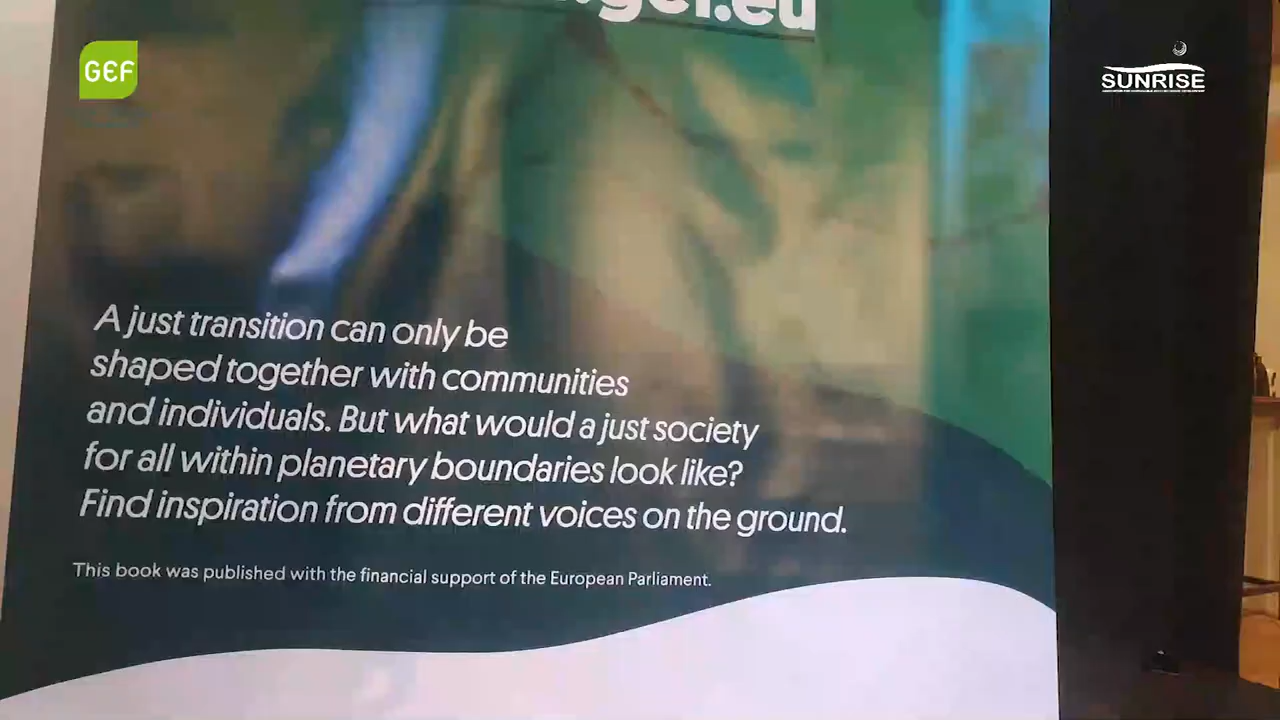 .gef.eu
GEF
SUNRISE
A just transition can only be
shaped together with communities
and individuals. But what would a just society
for all within planetary boundaries look like?
Find inspiration from different voices on the ground.
This book was published with the financial support of the European Parliament.